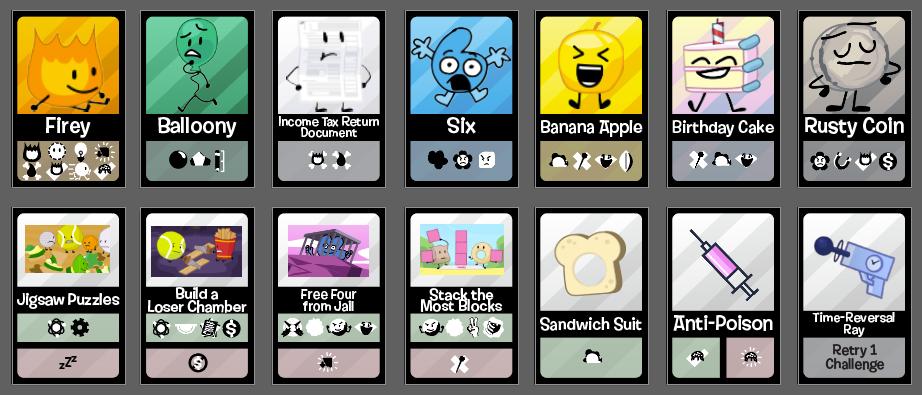 Firey
Balloony
Income Tax Return
Document
Six
Banana Apple
Birthday Cake
Rusty Coin
Jigsaw Puzzles
Build a
Loser Chamber
Free Four
from Jail
Stack the
Most Blocks
Sandwich Suit
Anti-Poison
Time-Reversal
Ray
zZZ
Retry 1
Challenge